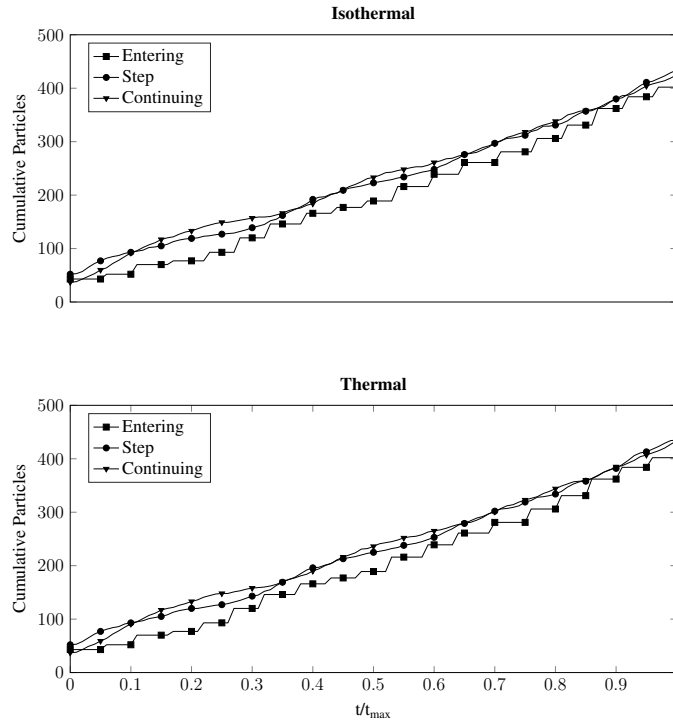 Isothermal
500
400
300
200
100
0
Cumulative Particles
Entering
Step
Continuing
Thermal
500
400
300
200
100
0
Cumulative Particles
Entering
Step
Continuing
0 0.1 0.2 0.3 0.4 0.5 0.6 0.7 0.8 0.9
t/tmax